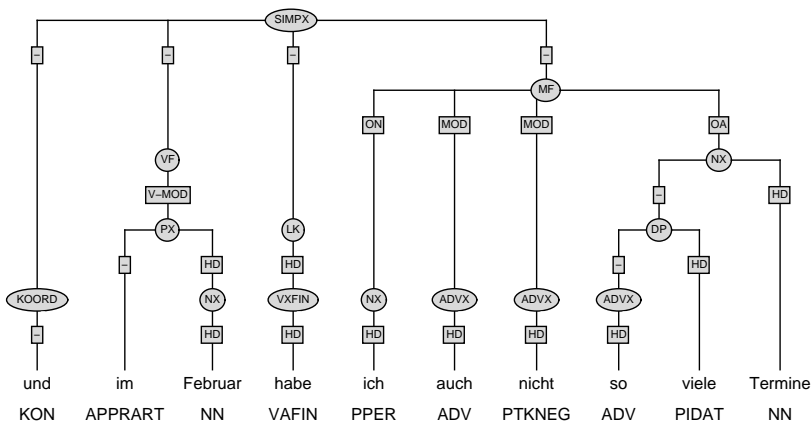 SIMPX
– – – –
MF
ON MOD MOD OA
VF NX
V–MOD – HD
PX LK DP
– HD HD – HD
KOORD NX VXFIN NX ADVX ADVX ADVX
– HD HD HD HD HD HD
und im Februar habe ich auch nicht so viele Termine
KON APPRART NN VAFIN PPER ADV PTKNEG ADV PIDAT NN